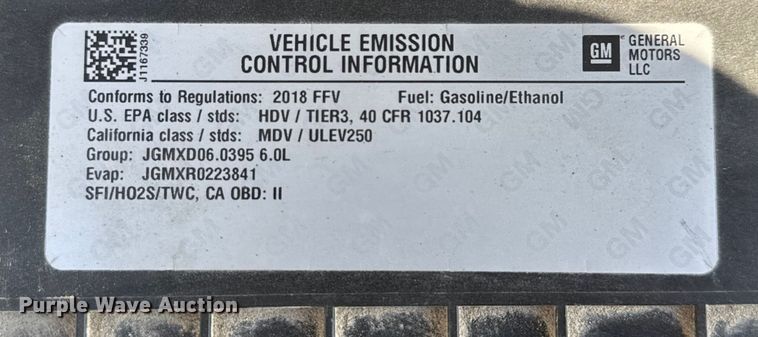 J1167339
VEHICLE EMISSION
CONTROL INFORMATION
GM
GENERAL
MOTORS
LLC
Conforms to Regulations: 2018 FFV Fuel: Gasoline/Ethanol
U.S. EPA class / stds: HDV / TIER3, 40 CFR 1037.104
California class / stds: MDV / ULEV250
Group: JGMXD06.0395 6.0L
Evap: JGMXR0223841
SFI/HO2S/TWC, CA OBD: II
Purple Wave Auction